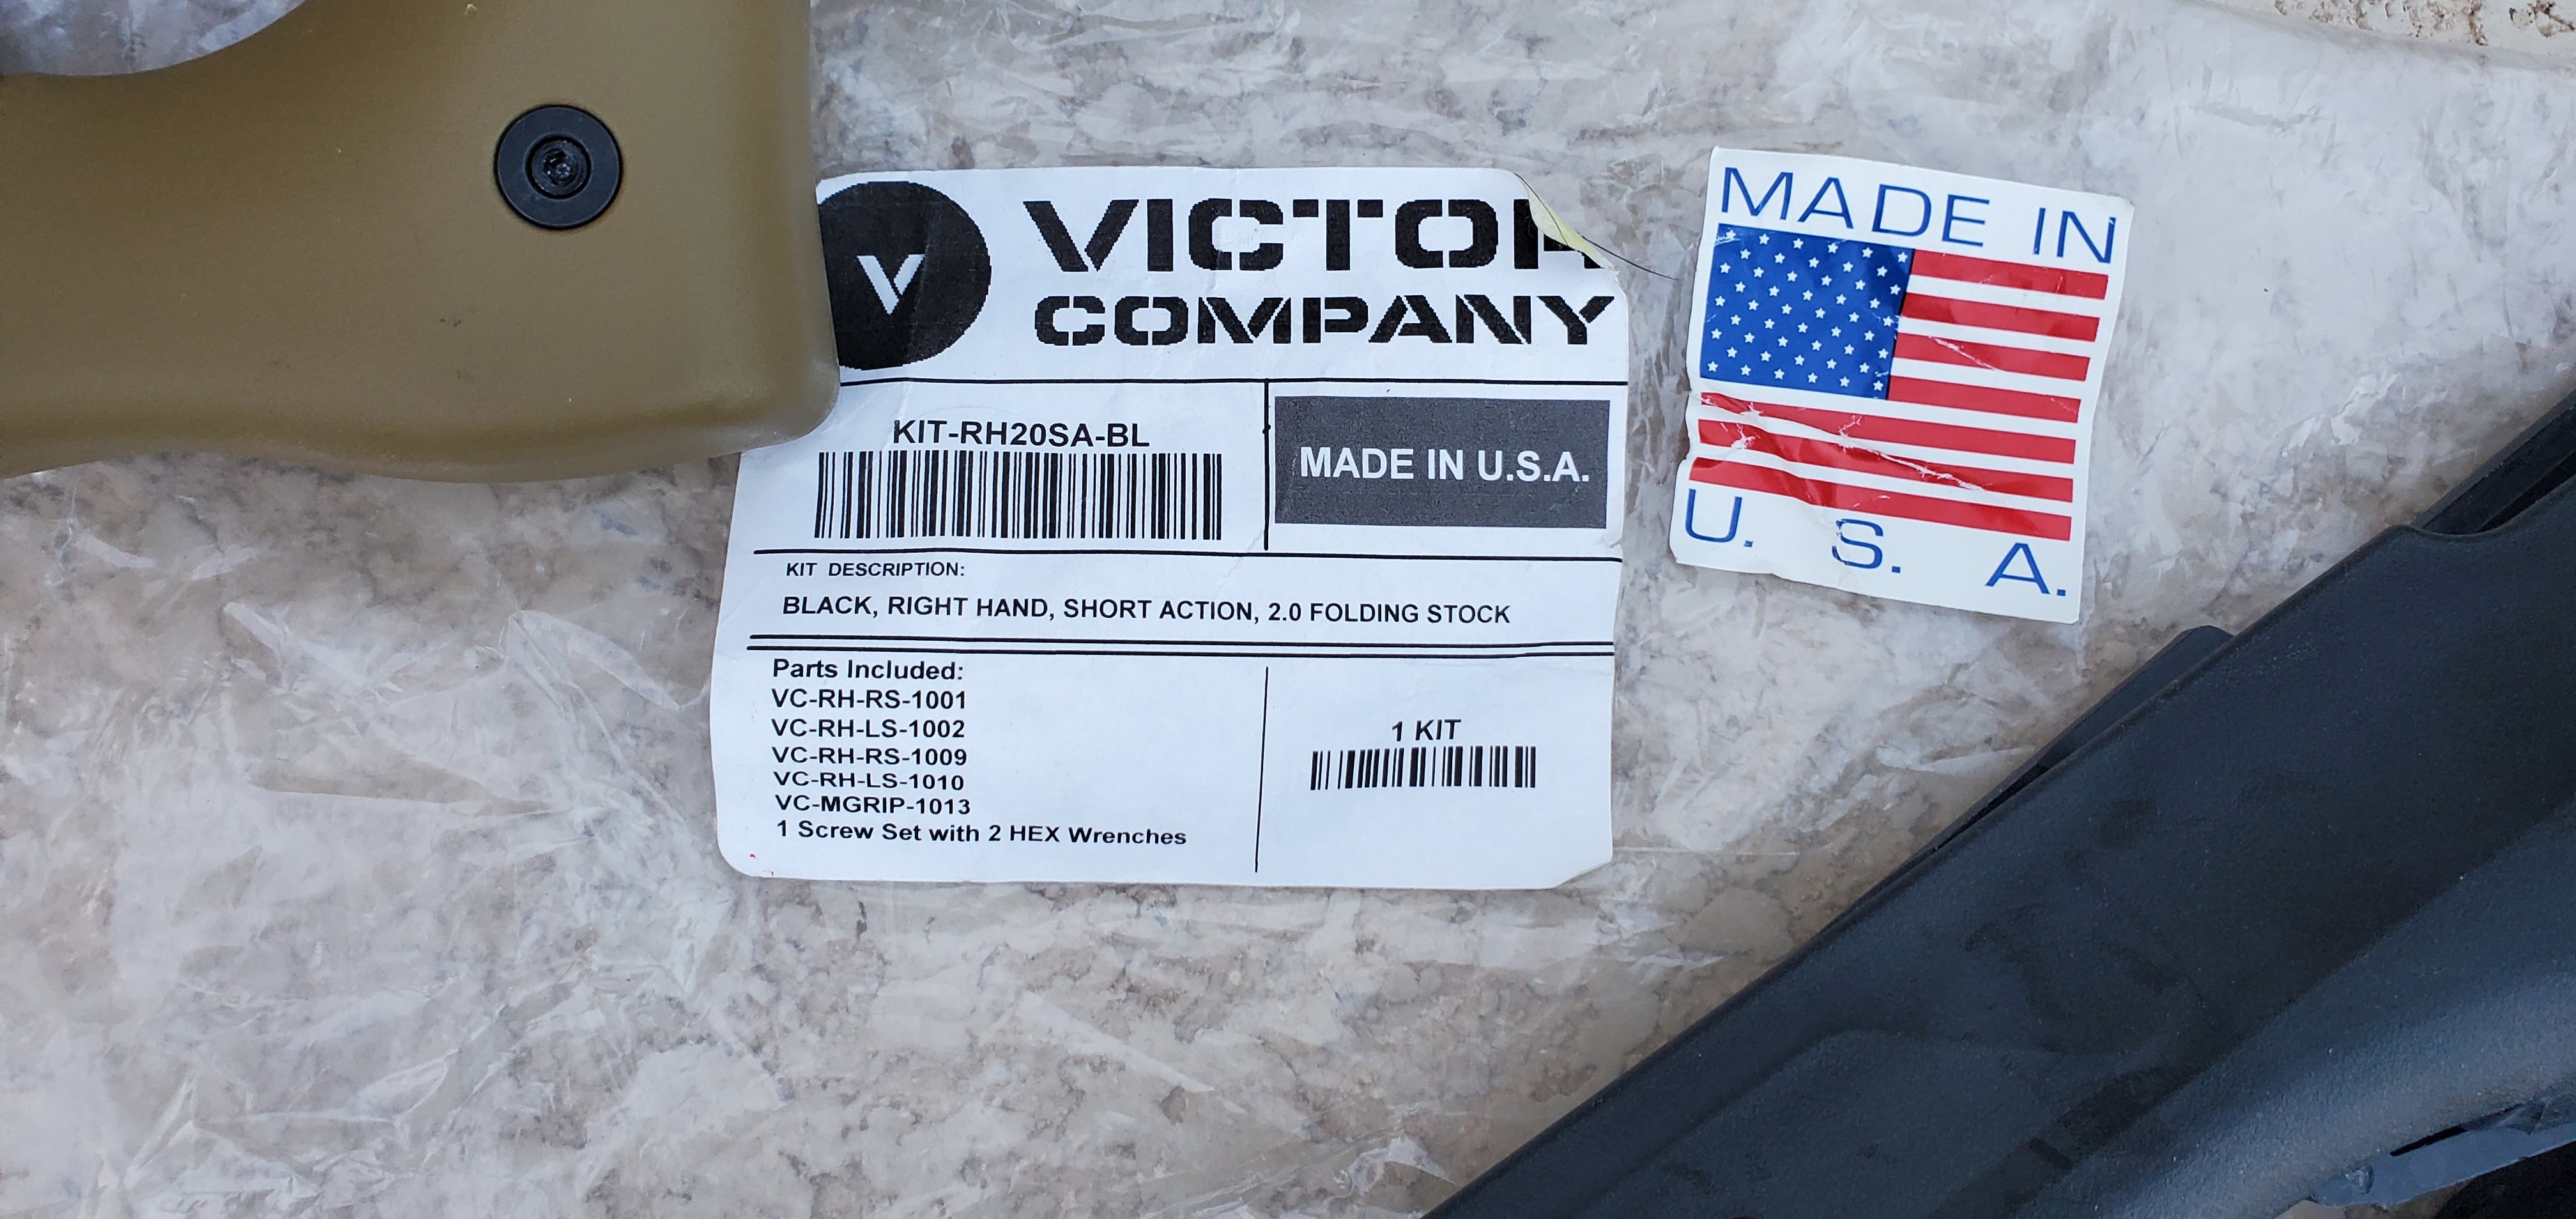 V
VICTOR
COMPANY
KIT-RH20SA-BL
MADE IN U.S.A.
KIT DESCRIPTION:
BLACK, RIGHT HAND, SHORT ACTION, 2.0 FOLDING STOCK
Parts Included:
VC-RH-RS-1001
VC-RH-LS-1002
VC-RH-RS-1009
VC-RH-LS-1010
VC-MGRIP-1013
1 Screw Set with 2 HEX Wrenches
1 KIT
MADE IN
U. S. A.